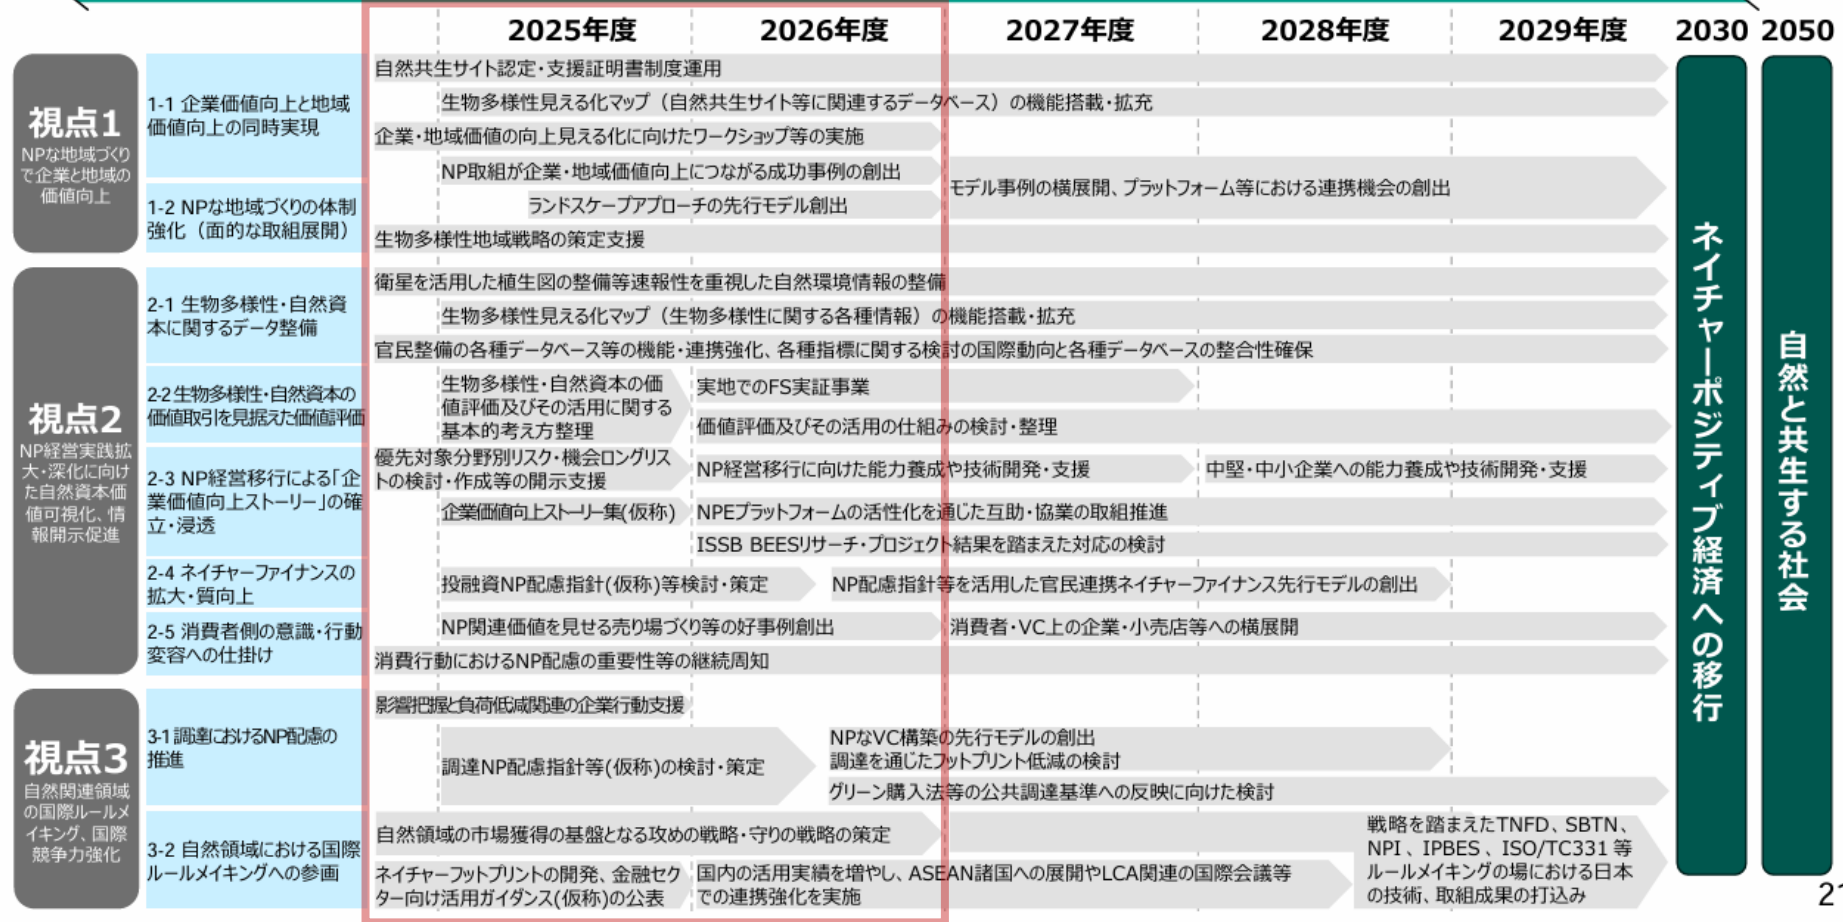 2025年度 2026年度 2027年度 2028年度 2029年度 2030 2050
視点1
NPな地域づくり
で企業と地域の
価値向上
1-1 企業価値向上と地域
価値向上の同時実現
自然共生サイト認定・支援証明書制度運用
生物多様性見える化マップ（自然共生サイト等に関連するデータベース）の機能搭載・拡充
企業・地域価値の向上見える化に向けたワークショップ等の実施
NP取組が企業・地域価値向上につながる成功事例の創出
モデル事例の横展開、プラットフォーム等における連携機会の創出
1-2 NPな地域づくりの体制
強化（面的な取組展開）
ランドスケープアプローチの先行モデル創出
生物多様性地域戦略の策定支援
視点2
NP経営実践拡
大・深化に向け
た自然資本価
値可視化、情
報開示促進
2-1 生物多様性・自然資
本に関するデータ整備
衛星を活用した植生図の整備等速報性を重視した自然環境情報の整備
生物多様性見える化マップ（生物多様性に関する各種情報）の機能搭載・拡充
官民整備の各種データベース等の機能・連携強化、各種指標に関する検討の国際動向と各種データベースの整合性確保
2-2 生物多様性・自然資本の
価値取引を見据えた価値評価
生物多様性・自然資本の価
値評価及びその活用に関する
基本的考え方整理
実地でのFS実証事業
価値評価及びその活用の仕組みの検討・整理
2-3 NP経営移行による「企
業価値向上ストーリー」の確
立・浸透
優先対象分野別リスク・機会ロングリス
トの検討・作成等の開示支援
NP経営移行に向けた能力養成や技術開発・支援
中堅・中小企業への能力養成や技術開発・支援
企業価値向上ストーリー集(仮称)
NPEプラットフォームの活性化を通じた互助・協業の取組推進
ISSB BEESリサーチ・プロジェクト結果を踏まえた対応の検討
2-4 ネイチャーファイナンスの
拡大・質向上
投融資NP配慮指針(仮称)等検討・策定
NP配慮指針等を活用した官民連携ネイチャーファイナンス先行モデルの創出
2-5 消費者側の意識・行動
変容への仕掛け
NP関連価値を見せる売り場づくり等の好事例創出
消費者・VC上の企業・小売店等への横展開
消費行動におけるNP配慮の重要性等の継続周知
視点3
自然関連領域
の国際ルールメ
イキング、国際
競争力強化
3-1 調達におけるNP配慮の
推進
影響把握と負荷低減関連の企業行動支援
調達NP配慮指針等(仮称)の検討・策定
NPなVC構築の先行モデルの創出
調達を通じたフットプリント低減の検討
グリーン購入法等の公共調達基準への反映に向けた検討
3-2 自然領域における国際
ルールメイキングへの参画
自然領域の市場獲得の基盤となる攻めの戦略・守りの戦略の策定
ネイチャーフットプリントの開発、金融セク
ター向け活用ガイダンス(仮称)の公表
国内の活用実績を増やし、ASEAN諸国への展開やLCA関連の国際会議等
での連携強化を実施
戦略を踏まえたTNFD、SBTN、
NPI 、IPBES 、ISO/TC331 等
ルールメイキングの場における日本
の技術、取組成果の打込み
ネイチャーポジティブ経済への移行
自然と共生する社会